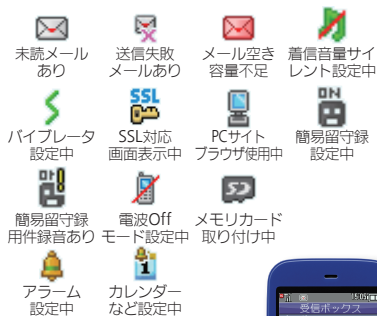 未読メール
あり
送信失敗
メールあり
メール空き
容量不足
着信音量サイ
レント設定中
SSL
ON
バイブレータ
設定中
SSL対応
画面表示中
PCサイト
ブラウザ使用中
簡易留守録
設定中
簡易留守録
用件録音あり
電波Off
モード設定中
メモリカード
取り付け中
1
アラーム
設定中
カレンダー
など設定中
15:05
受信ボックス